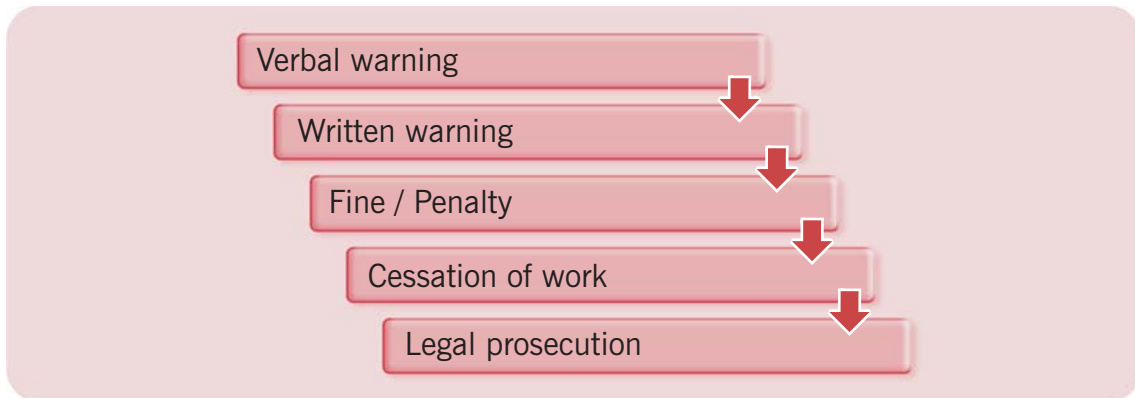 Verbal warning
Written warning
Fine / Penalty
Cessation of work
Legal prosecution